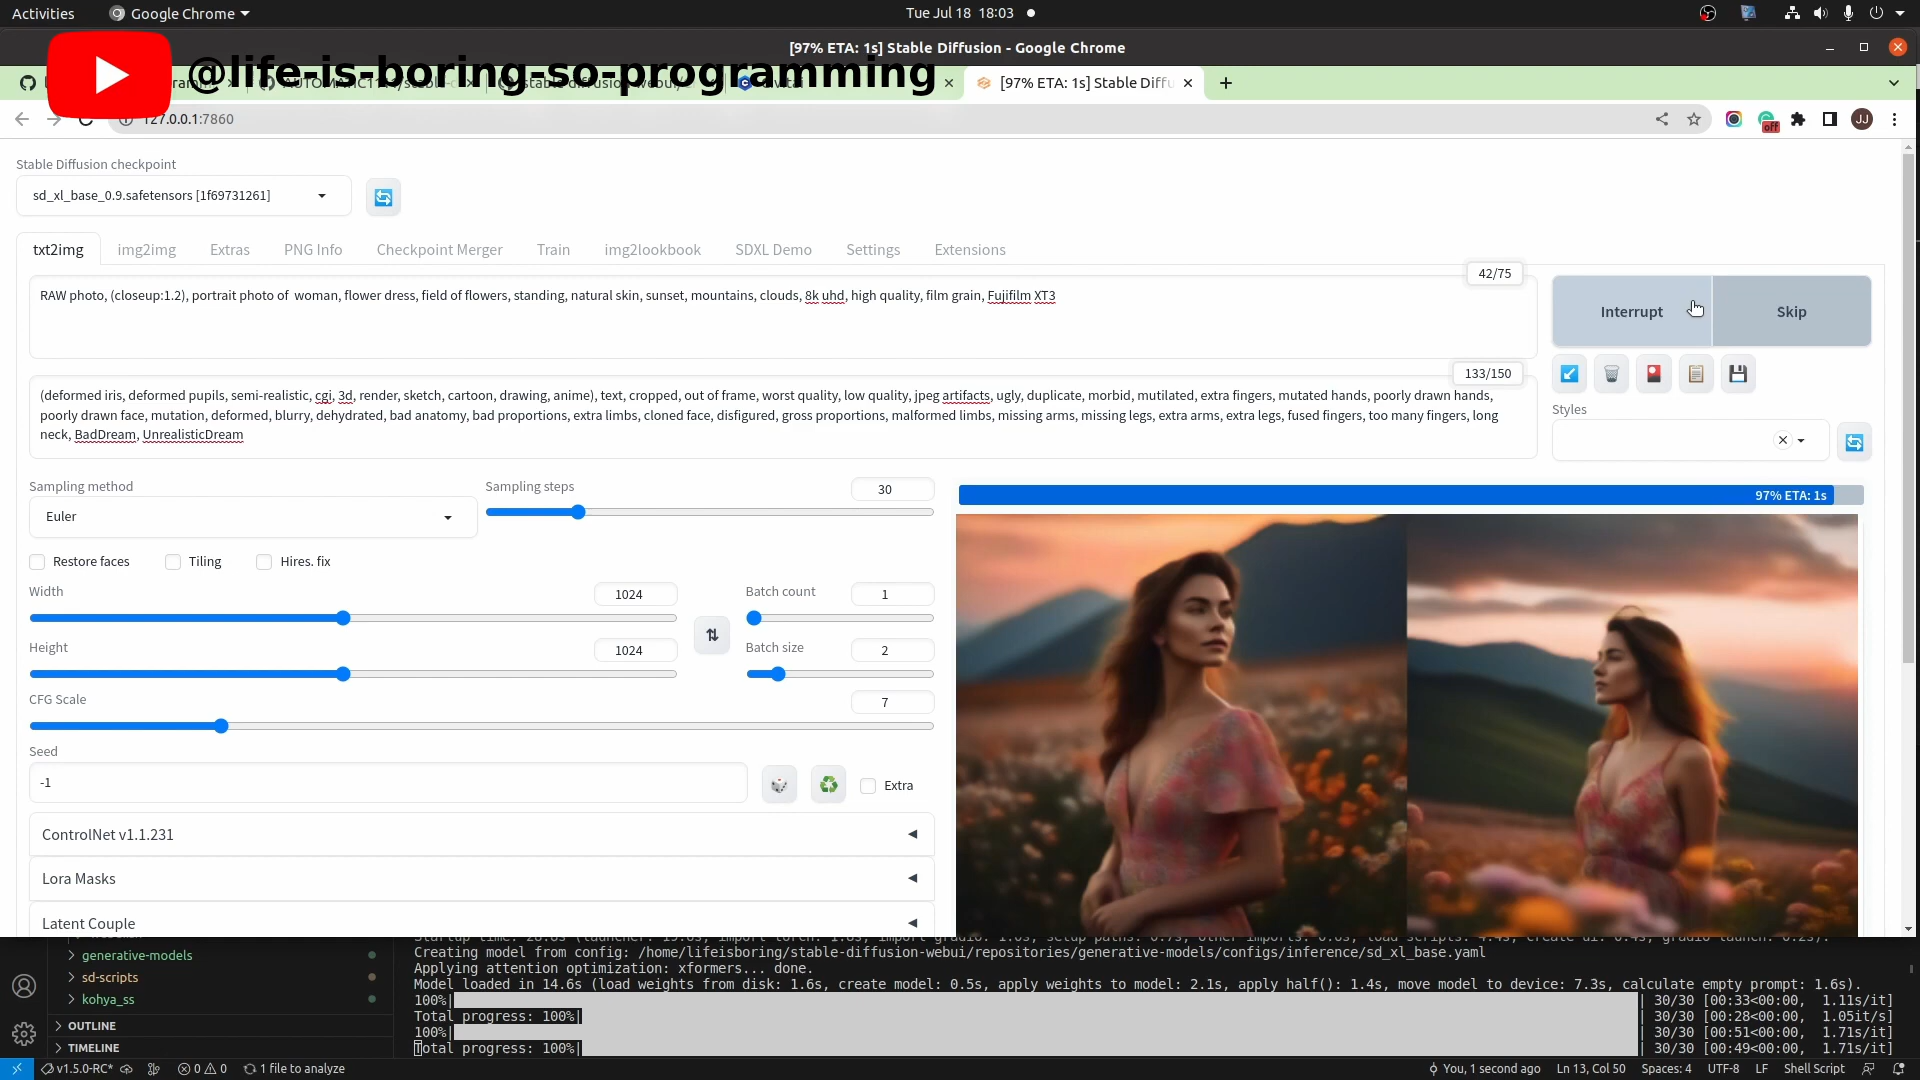 Activities
Google Chrome
Tue Jul 18 18:03
[97% ETA: 1s] Stable Diffusion - Google Chrome
@life-is-boring-so-programming
[97% ETA: 1s] Stable Diffu
127.0.0.1:7860
off
JJ
Stable Diffusion checkpoint
sd_xl_base_0.9.safetensors [1f69731261]
txt2img img2img Extras PNG Info Checkpoint Merger Train img2lookbook SDXL Demo Settings Extensions
42/75
RAW photo, (closeup:1.2), portrait photo of woman, flower dress, field of flowers, standing, natural skin, sunset, mountains, clouds, 8k uhd, high quality, film grain, Fujifilm XT3
Interrupt
Skip
133/150
(deformed iris, deformed pupils, semi-realistic, cgi, 3d, render, sketch, cartoon, drawing, anime), text, cropped, out of frame, worst quality, low quality, jpeg artifacts, ugly, duplicate, morbid, mutilated, extra fingers, mutated hands, poorly drawn hands,
poorly drawn face, mutation, deformed, blurry, dehydrated, bad anatomy, bad proportions, extra limbs, cloned face, disfigured, gross proportions, malformed limbs, missing arms, missing legs, extra arms, extra legs, fused fingers, too many fingers, long
neck, BadDream, UnrealisticDream
Styles
Sampling method
Euler
Sampling steps
30
97% ETA: 1s
Restore faces
Tiling
Hires. fix
Width
1024
Batch count
1
Height
1024
Batch size
2
CFG Scale
7
Seed
-1
Extra
ControlNet v1.1.231
Lora Masks
Latent Couple
generative-models
sd-scripts
kohya_ss
OUTLINE
TIMELINE
Creating model from config: /home/lifeisboring/stable-diffusion-webui/repositories/generative-models/configs/inference/sd_xl_base.yaml
Applying attention optimization: xformers... done.
Model loaded in 14.6s (load weights from disk: 1.6s, create model: 0.5s, apply weights to model: 2.1s, apply half(): 1.4s, move model to device: 7.3s, calculate empty prompt: 1.6s).
100%| | 30/30 [00:33<00:00, 1.11s/it]
Total progress: 100%| | 30/30 [00:28<00:00, 1.05it/s]
100%| | 30/30 [00:51<00:00, 1.71s/it]
Total progress: 100%| | 30/30 [00:49<00:00, 1.71s/it]
v1.5.0-RC*
0
0
1 file to analyze
You, 1 second ago
Ln 13, Col 50
Spaces: 4
UTF-8
LF
Shell Script